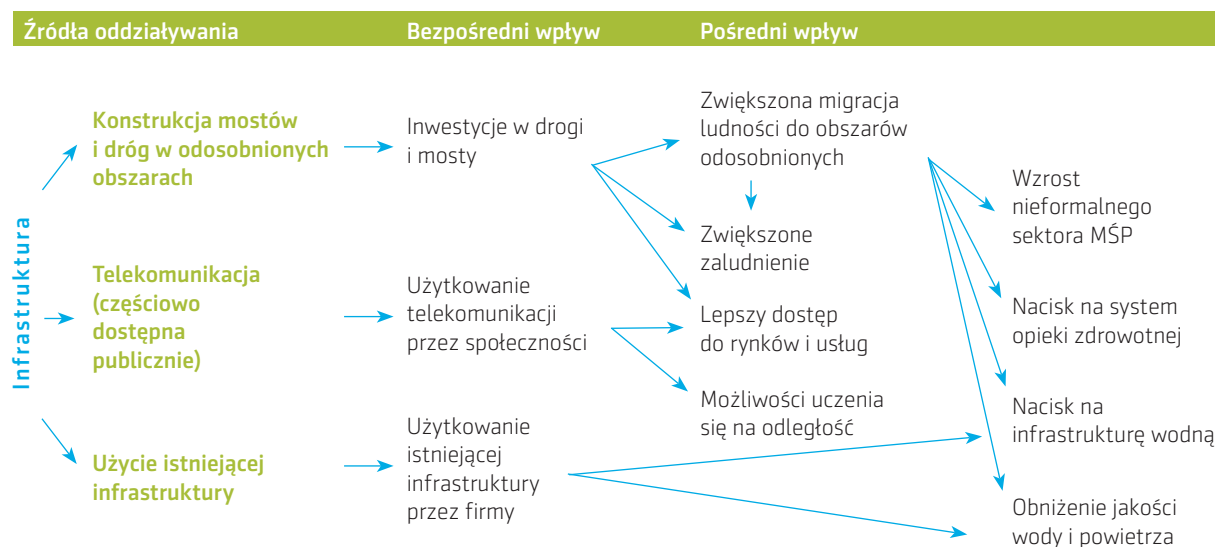 Źródła oddziaływania
Bezpośredni wpływ
Pośredni wpływ
Infrastruktura
Konstrukcja mostów
i dróg w odosobnionych
obszarach
Inwestycje w drogi
i mosty
Zwiększona migracja
ludności do obszarów
odosobnionych
Zwiększone
zaludnienie
Telekomunikacja
(częściowo
dostępna
publicznie)
Użytkowanie
telekomunikacji
przez społeczności
Lepszy dostęp
do rynków i usług
Możliwości uczenia
się na odległość
Użycie istniejącej
infrastruktury
Użytkowanie
istniejącej
infrastruktury
przez firmy
Wzrost
nieformalnego
sektora MŚP
Nacisk na system
opieki zdrowotnej
Nacisk na
infrastrukturę wodną
Obniżenie jakości
wody i powietrza